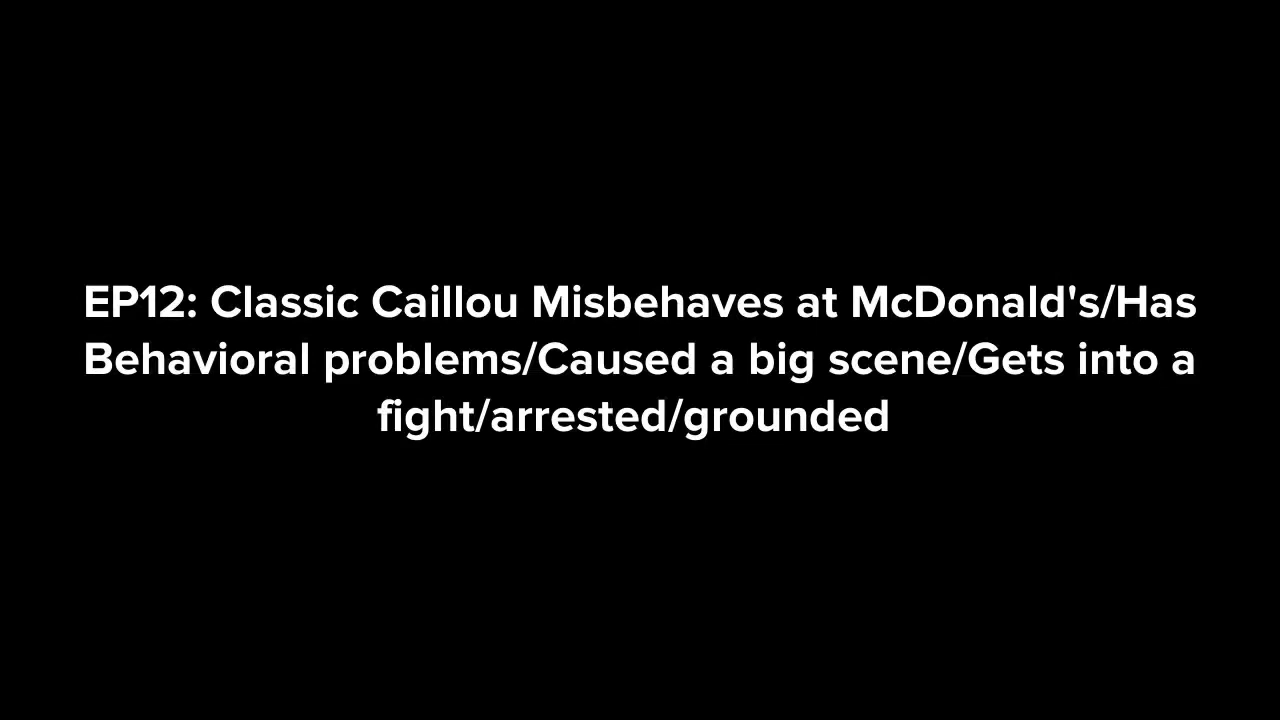 EP12: Classic Caillou Misbehaves at McDonald's/Has
Behavioral problems/Caused a big scene/Gets into a
fight/arrested/grounded